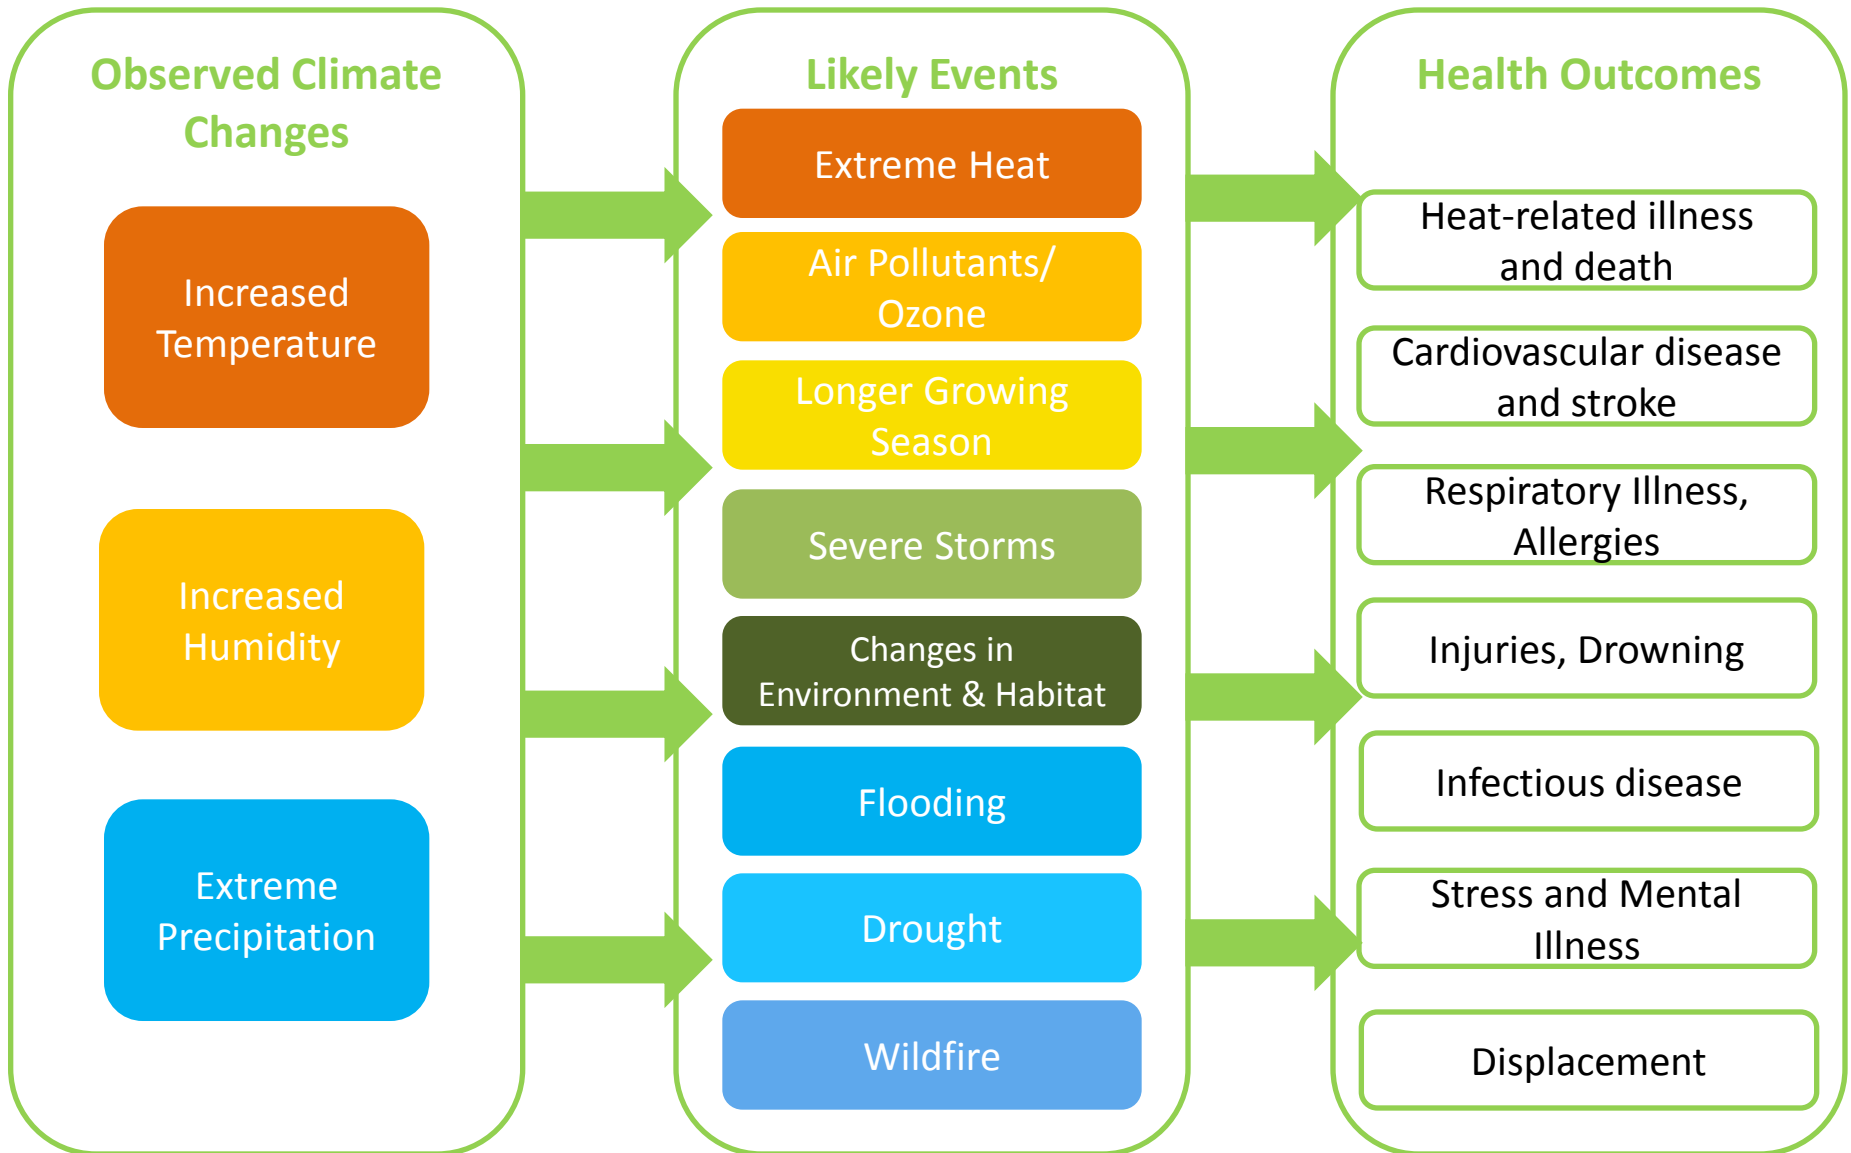 Observed Climate
Changes
Increased
Temperature
Increased
Humidity
Extreme
Precipitation
Likely Events
Extreme Heat
Air Pollutants/
Ozone
Longer Growing
Season
Severe Storms
Changes in
Environment & Habitat
Flooding
Drought
Wildfire
Health Outcomes
Heat-related illness
and death
Cardiovascular disease
and stroke
Respiratory Illness,
Allergies
Injuries, Drowning
Infectious disease
Stress and Mental
Illness
Displacement